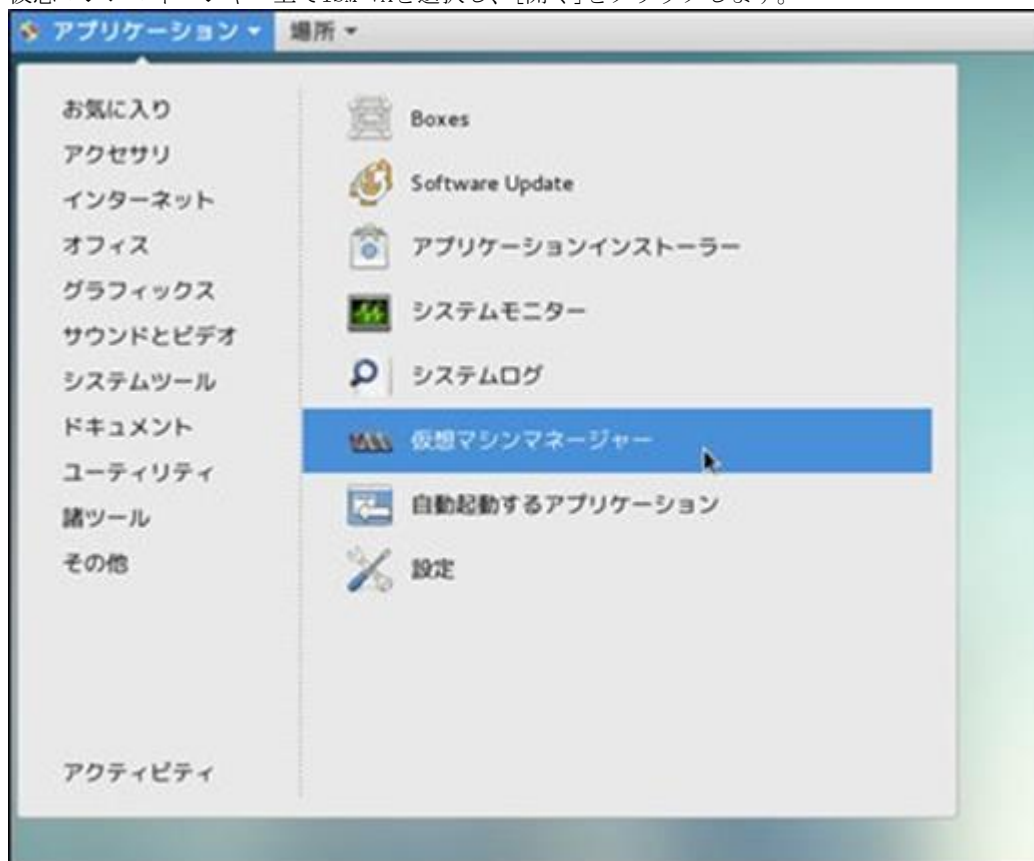 アプリケーション 場所
お気に入り
アクセサリ
インターネット
オフィス
グラフィックス
サウンドとビデオ
システムツール
ドキュメント
ユーティリティ
諸ツール
その他
アクティビティ
Boxes
Software Update
アプリケーションインストーラー
システムモニター
システムログ
仮想マシンマネージャー
自動起動するアプリケーション
設定